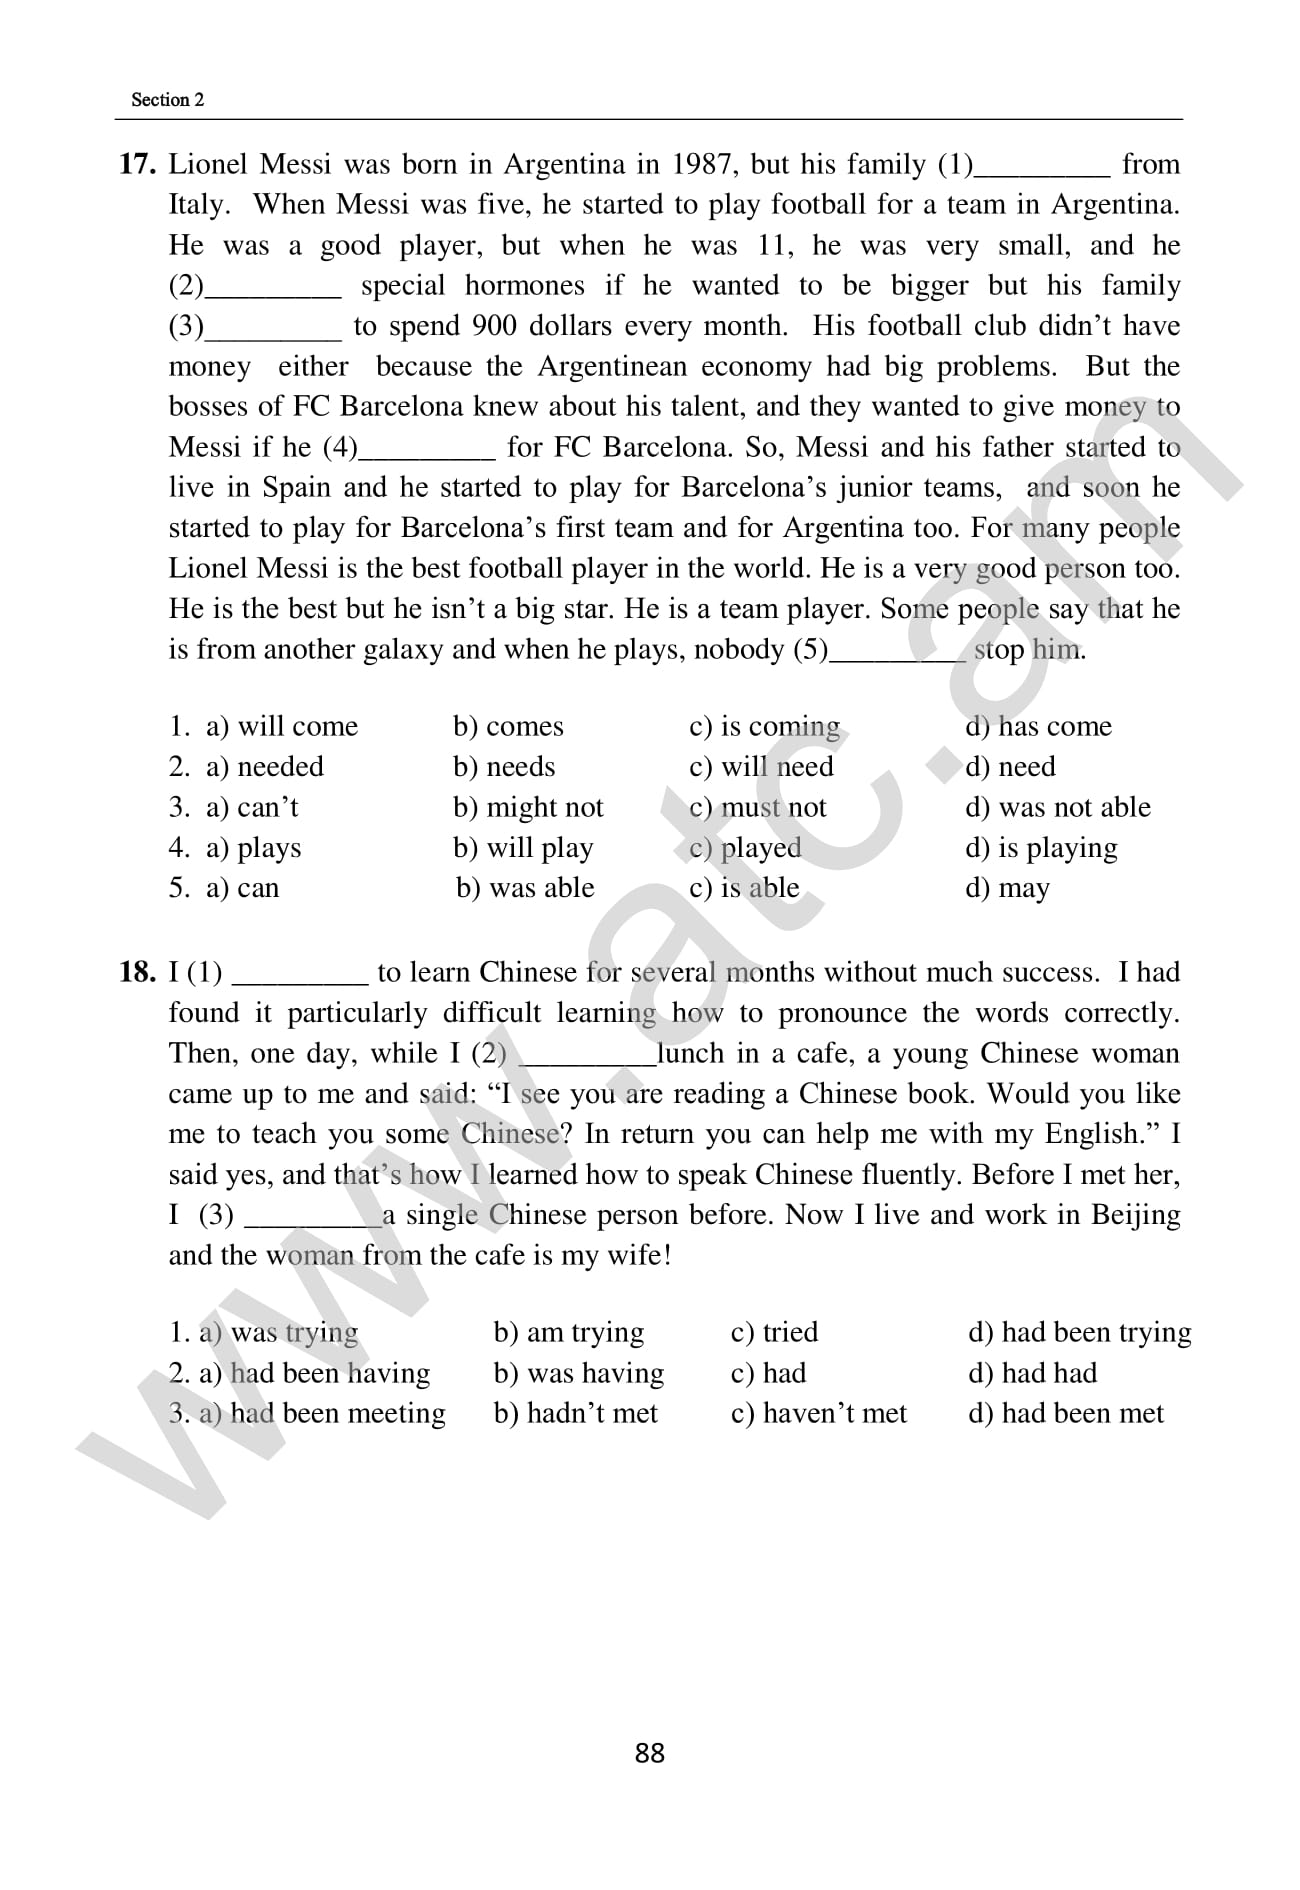 Section 2
17. Lionel Messi was born in Argentina in 1987, but his family (1)_________ from
Italy. When Messi was five, he started to play football for a team in Argentina.
He was a good player, but when he was 11, he was very small, and he
(2)_________ special hormones if he wanted to be bigger but his family
(3)_________ to spend 900 dollars every month. His football club didn’t have
money either because the Argentinean economy had big problems. But the
bosses of FC Barcelona knew about his talent, and they wanted to give money to
Messi if he (4)_________ for FC Barcelona. So, Messi and his father started to
live in Spain and he started to play for Barcelona’s junior teams, and soon he
started to play for Barcelona’s first team and for Argentina too. For many people
Lionel Messi is the best football player in the world. He is a very good person too.
He is the best but he isn’t a big star. He is a team player. Some people say that he
is from another galaxy and when he plays, nobody (5)_________ stop him.
1. a) will come b) comes c) is coming d) has come
2. a) needed b) needs c) will need d) need
3. a) can’t b) might not c) must not d) was not able
4. a) plays b) will play c) played d) is playing
5. a) can b) was able c) is able d) may
18. I (1) _________ to learn Chinese for several months without much success. I had
found it particularly difficult learning how to pronounce the words correctly.
Then, one day, while I (2) _________lunch in a cafe, a young Chinese woman
came up to me and said: “I see you are reading a Chinese book. Would you like
me to teach you some Chinese? In return you can help me with my English.” I
said yes, and that’s how I learned how to speak Chinese fluently. Before I met her,
I (3) _________a single Chinese person before. Now I live and work in Beijing
and the woman from the cafe is my wife!
1. a) was trying b) am trying c) tried d) had been trying
2. a) had been having b) was having c) had d) had had
3. a) had been meeting b) hadn’t met c) haven’t met d) had been met
88
www.atc.am